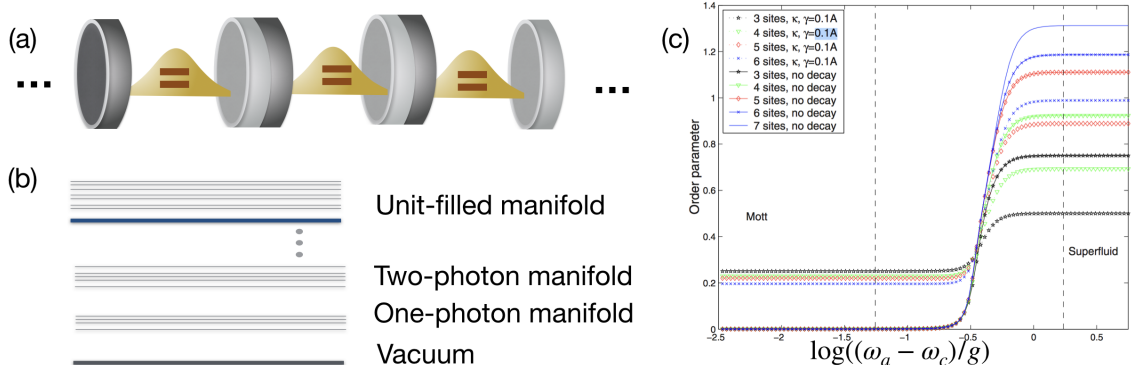 (a)
...
...
(b)
Unit-filled manifold
Two-photon manifold
One-photon manifold
Vacuum
(c)
1.4
1.2
1
0.8
0.6
0.4
0.2
0
Order parameter
3 sites, κ, γ=0.1A
4 sites, κ, γ=0.1A
5 sites, κ, γ=0.1A
6 sites, κ, γ=0.1A
3 sites, no decay
4 sites, no decay
5 sites, no decay
6 sites, no decay
7 sites, no decay
Mott
Superfluid
-2.5 -2 -1.5 -1 -0.5 0 0.5
log((ω_a − ω_c)/g)